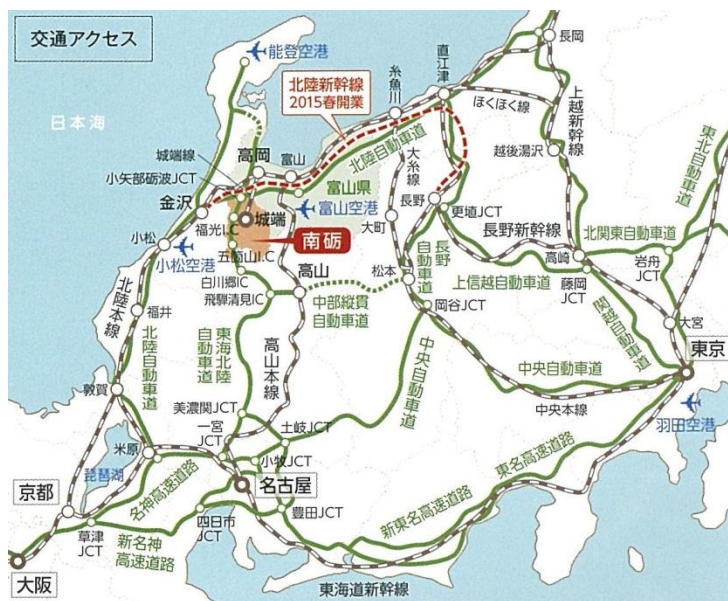 交通アクセス
能登空港
日本海
北陸新幹線
2015春開業
糸魚川
直江津
長岡
ほくほく線
上越新幹線
越後湯沢
東北自動車道
城端線
高岡
富山
北陸自動車道
小矢部砺波JCT
富山県
大糸線
長野
金沢
福光I.C
城端
富山空港
更埴JCT
南砺
大町
長野新幹線
北関東自動車道
小松
小松空港
五箇山I.C
高山
長野自動車道
高崎
岩舟JCT
白川郷IC
松本
上信越自動車道
藤岡JCT
飛騨清見IC
中部縦貫
自動車道
岡谷JCT
関越自動車道
北陸本線
福井
大宮
北陸自動車道
東海北陸
自動車道
高山本線
中央自動車道
中央自動車道
東京
敦賀
美濃関JCT
中央本線
羽田空港
一宮
JCT
土岐JCT
米原
小牧JCT
東名高速道路
琵琶湖
名神高速道路
名古屋
京都
四日市
JCT
豊田JCT
新東名高速道路
草津
JCT
新名神
高速道路
大阪
東海道新幹線